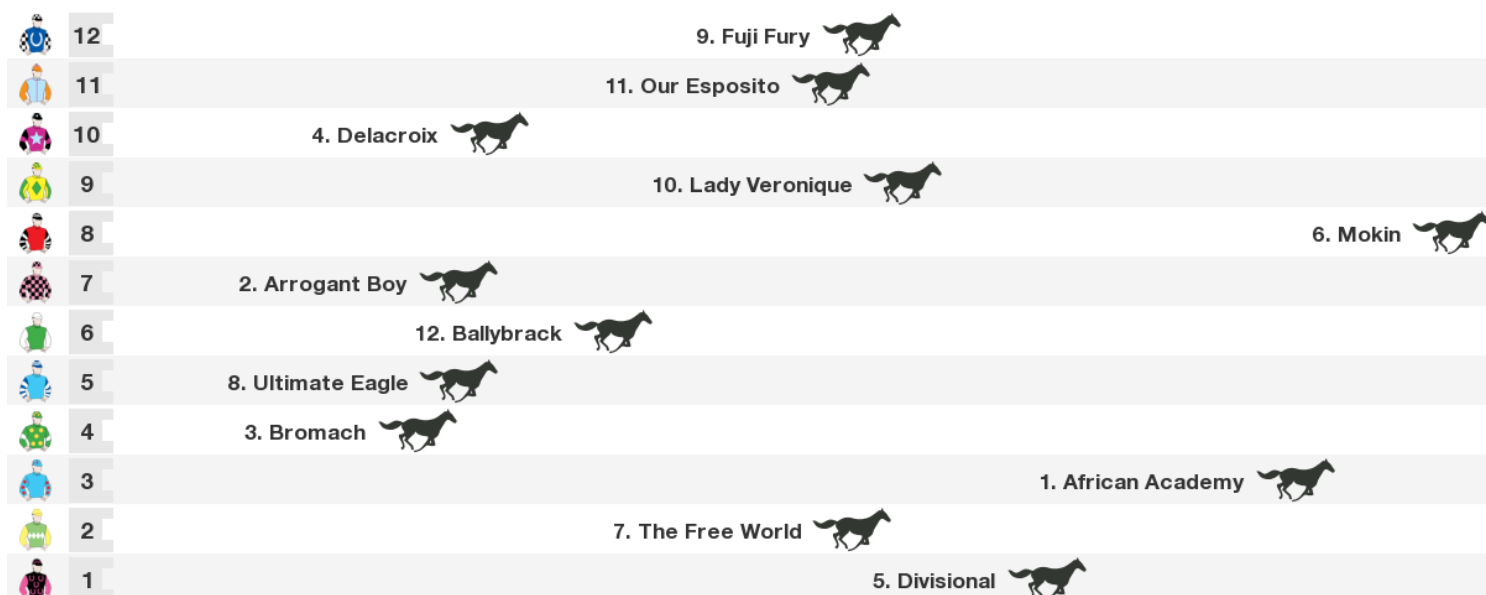 12 9. Fuji Fury
11 11. Our Esposito
10 4. Delacroix
9 10. Lady Veronique
8 6. Mokin
7 2. Arrogant Boy
6 12. Ballybrack
5 8. Ultimate Eagle
4 3. Bromach
3 1. African Academy
2 7. The Free World
1 5. Divisional